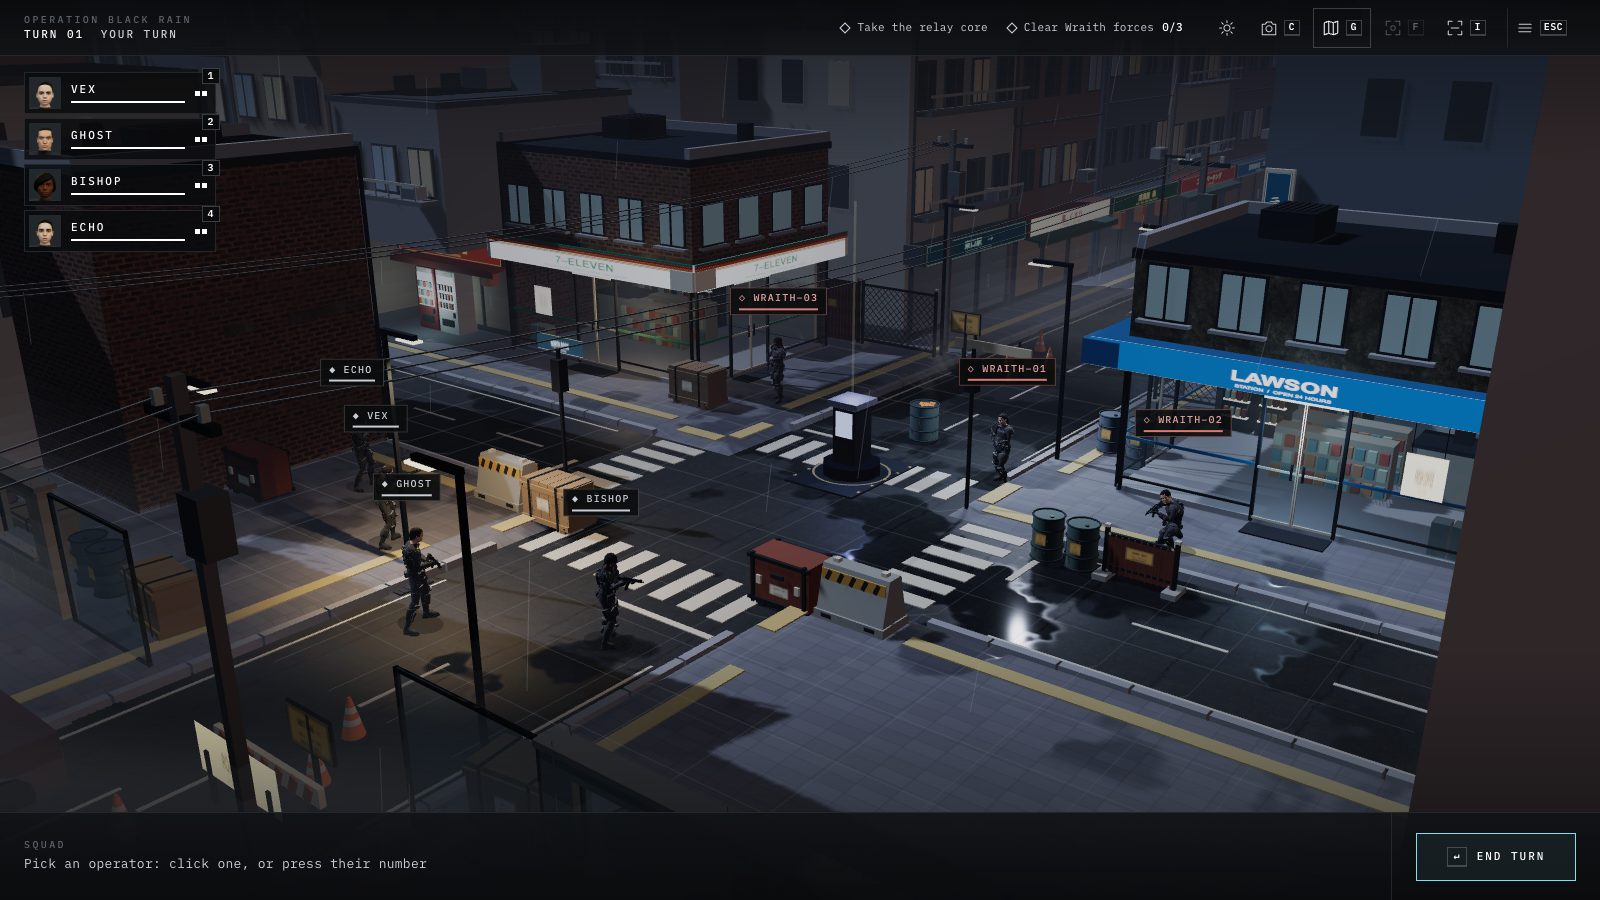 OPERATION BLACK RAIN
TURN 01 YOUR TURN
Take the relay core
Clear Wraith forces 0/3
C
G
F
I
ESC
1
VEX
2
GHOST
3
BISHOP
4
ECHO
7-ELEVEN
7-ELEVEN
WRAITH-03
ECHO
WRAITH-01
LAWSON
STATION / OPEN 24 HOURS
VEX
WRAITH-02
GHOST
BISHOP
SQUAD
Pick an operator: click one, or press their number
↵ END TURN